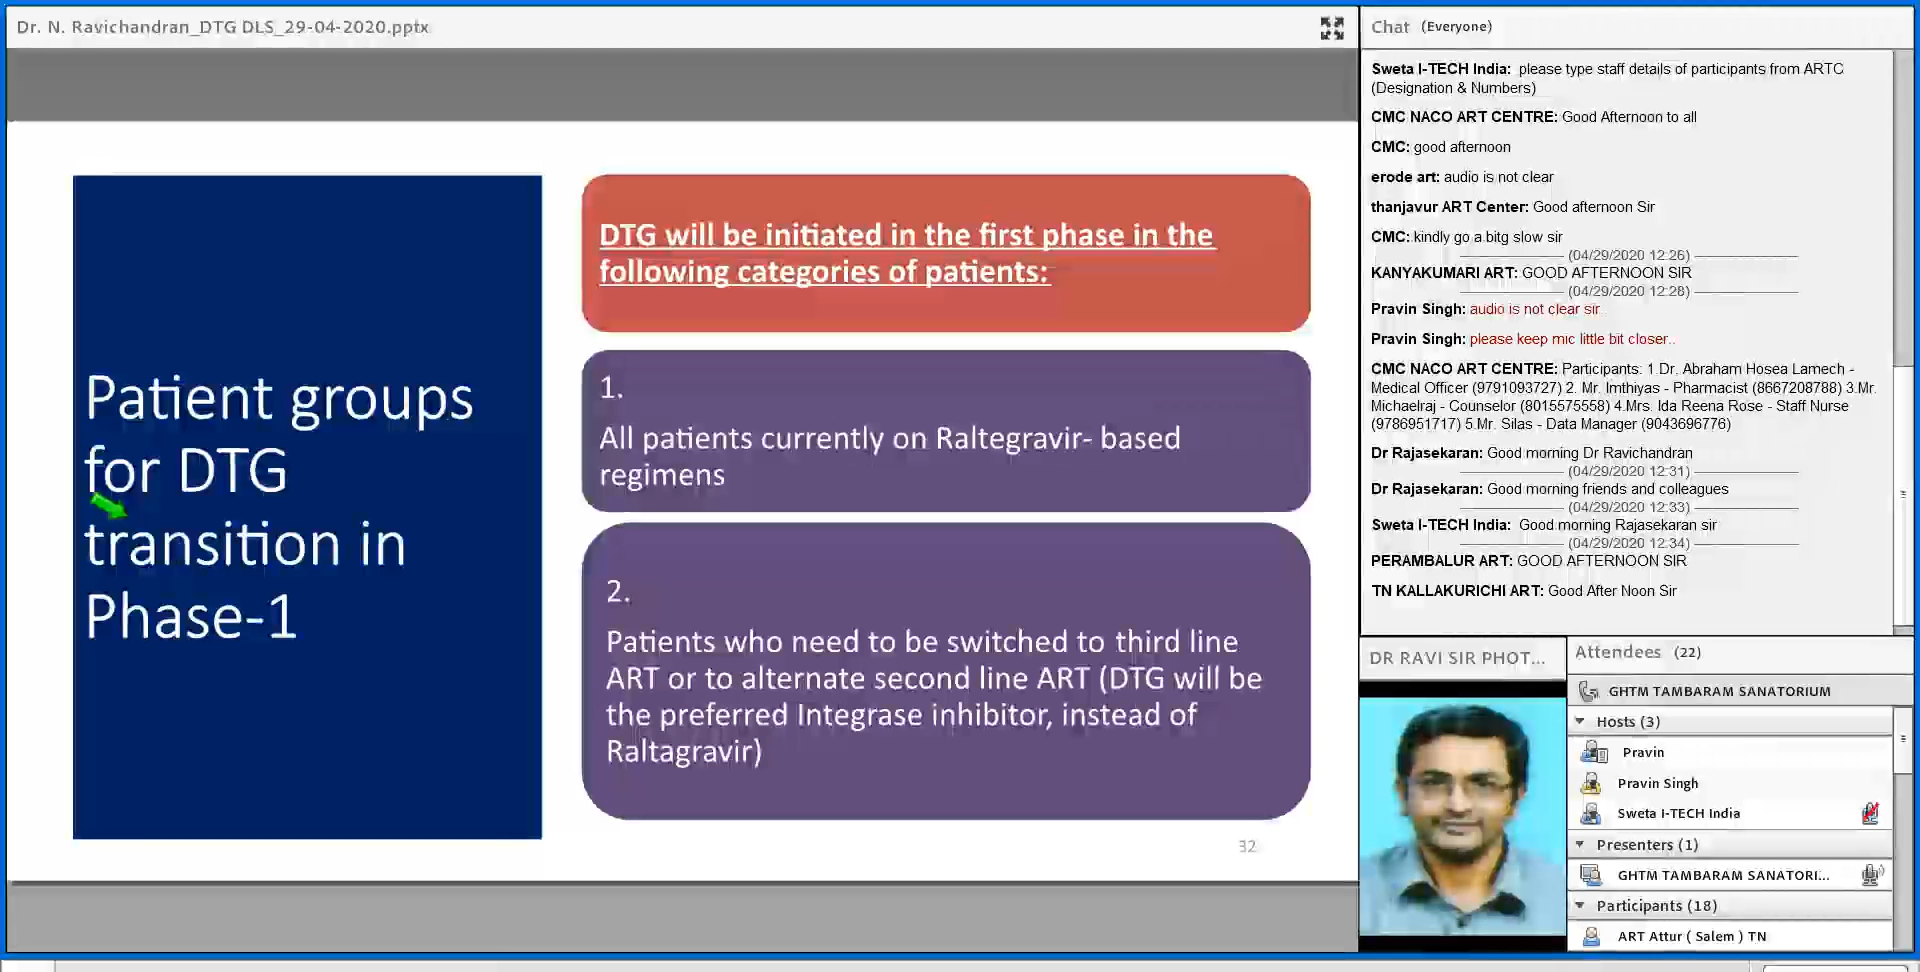 Dr. N. Ravichandran_DTG DLS_29-04-2020.pptx
Patient groups
for DTG
transition in
Phase-1
DTG will be initiated in the first phase in the
following categories of patients:
1.
All patients currently on Raltegravir- based
regimens
2.
Patients who need to be switched to third line
ART or to alternate second line ART (DTG will be
the preferred Integrase inhibitor, instead of
Raltagravir)
32
Chat (Everyone)
Sweta I-TECH India: please type staff details of participants from ARTC
(Designation & Numbers)
CMC NACO ART CENTRE: Good Afternoon to all
CMC: good afternoon
erode art: audio is not clear
thanjavur ART Center: Good afternoon Sir
CMC: kindly go a bitg slow sir
(04/29/2020 12:26)
KANYAKUMARI ART: GOOD AFTERNOON SIR
(04/29/2020 12:28)
Pravin Singh: audio is not clear sir
Pravin Singh: please keep mic little bit closer..
CMC NACO ART CENTRE: Participants: 1.Dr. Abraham Hosea Lamech -
Medical Officer (9791093727) 2. Mr. Imthiyas - Pharmacist (8667208788) 3.Mr.
Michaelraj - Counselor (8015575558) 4.Mrs. Ida Reena Rose - Staff Nurse
(9786951717) 5.Mr. Silas - Data Manager (9043696776)
Dr Rajasekaran: Good morning Dr Ravichandran
(04/29/2020 12:31)
Dr Rajasekaran: Good morning friends and colleagues
(04/29/2020 12:33)
Sweta I-TECH India: Good morning Rajasekaran sir
(04/29/2020 12:34)
PERAMBALUR ART: GOOD AFTERNOON SIR
TN KALLAKURICHI ART: Good After Noon Sir
DR RAVI SIR PHOT...
Attendees (22)
GHTM TAMBARAM SANATORIUM
Hosts (3)
Pravin
Pravin Singh
Sweta I-TECH India
Presenters (1)
GHTM TAMBARAM SANATORI...
Participants (18)
ART Attur ( Salem ) TN